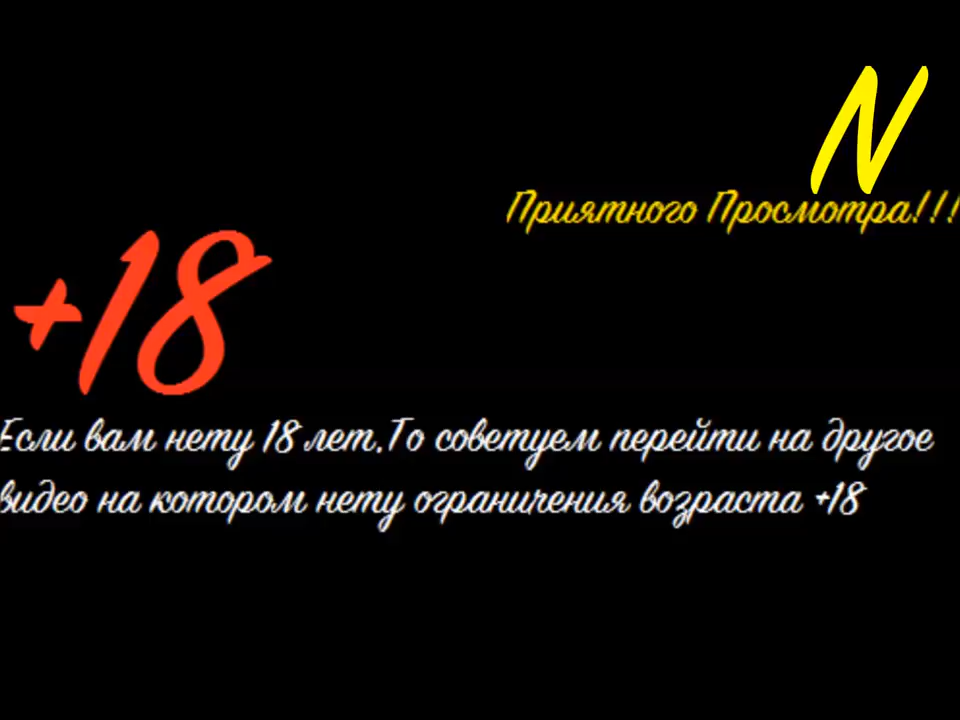 N
Приятного Просмотра!!!
+18
Если вам нету 18 лет.То советуем перейти на другое
видео на котором нету ограничения возраста +18